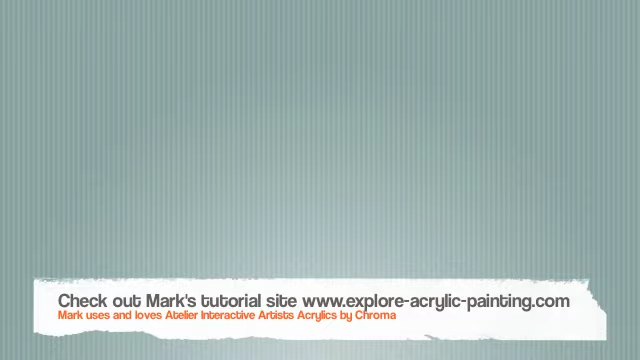 Check out Mark's tutorial site www.explore-acrylic-painting.com
Mark uses and loves Atelier Interactive Artists Acrylics by Chroma